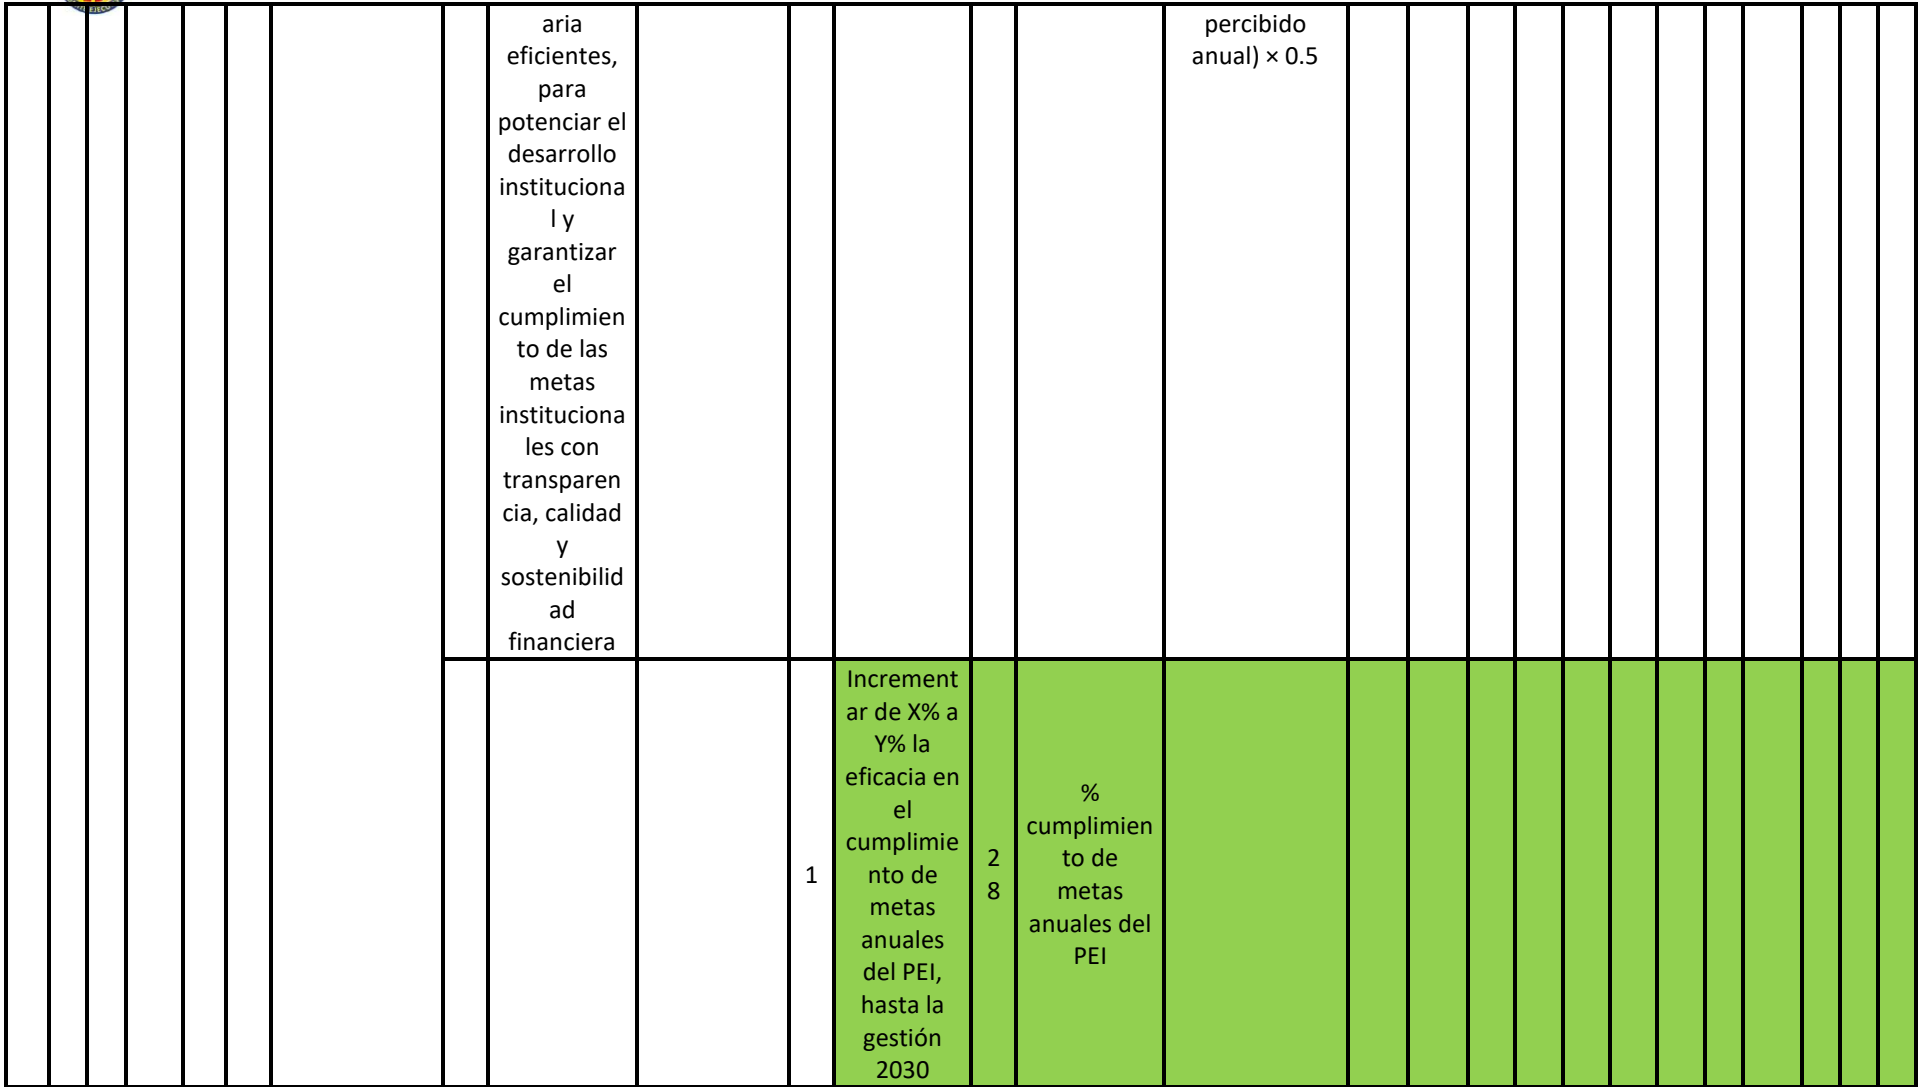 aria
eficientes,
para
potenciar el
desarrollo
instituciona
l y
garantizar
el
cumplimien
to de las
metas
instituciona
les con
transparen
cia, calidad
y
sostenibilid
ad
financiera
percibido
anual) × 0.5
1
Increment
ar de X% a
Y% la
eficacia en
el
cumplimie
nto de
metas
anuales
del PEI,
hasta la
gestión
2030
2
8
%
cumplimien
to de
metas
anuales del
PEI